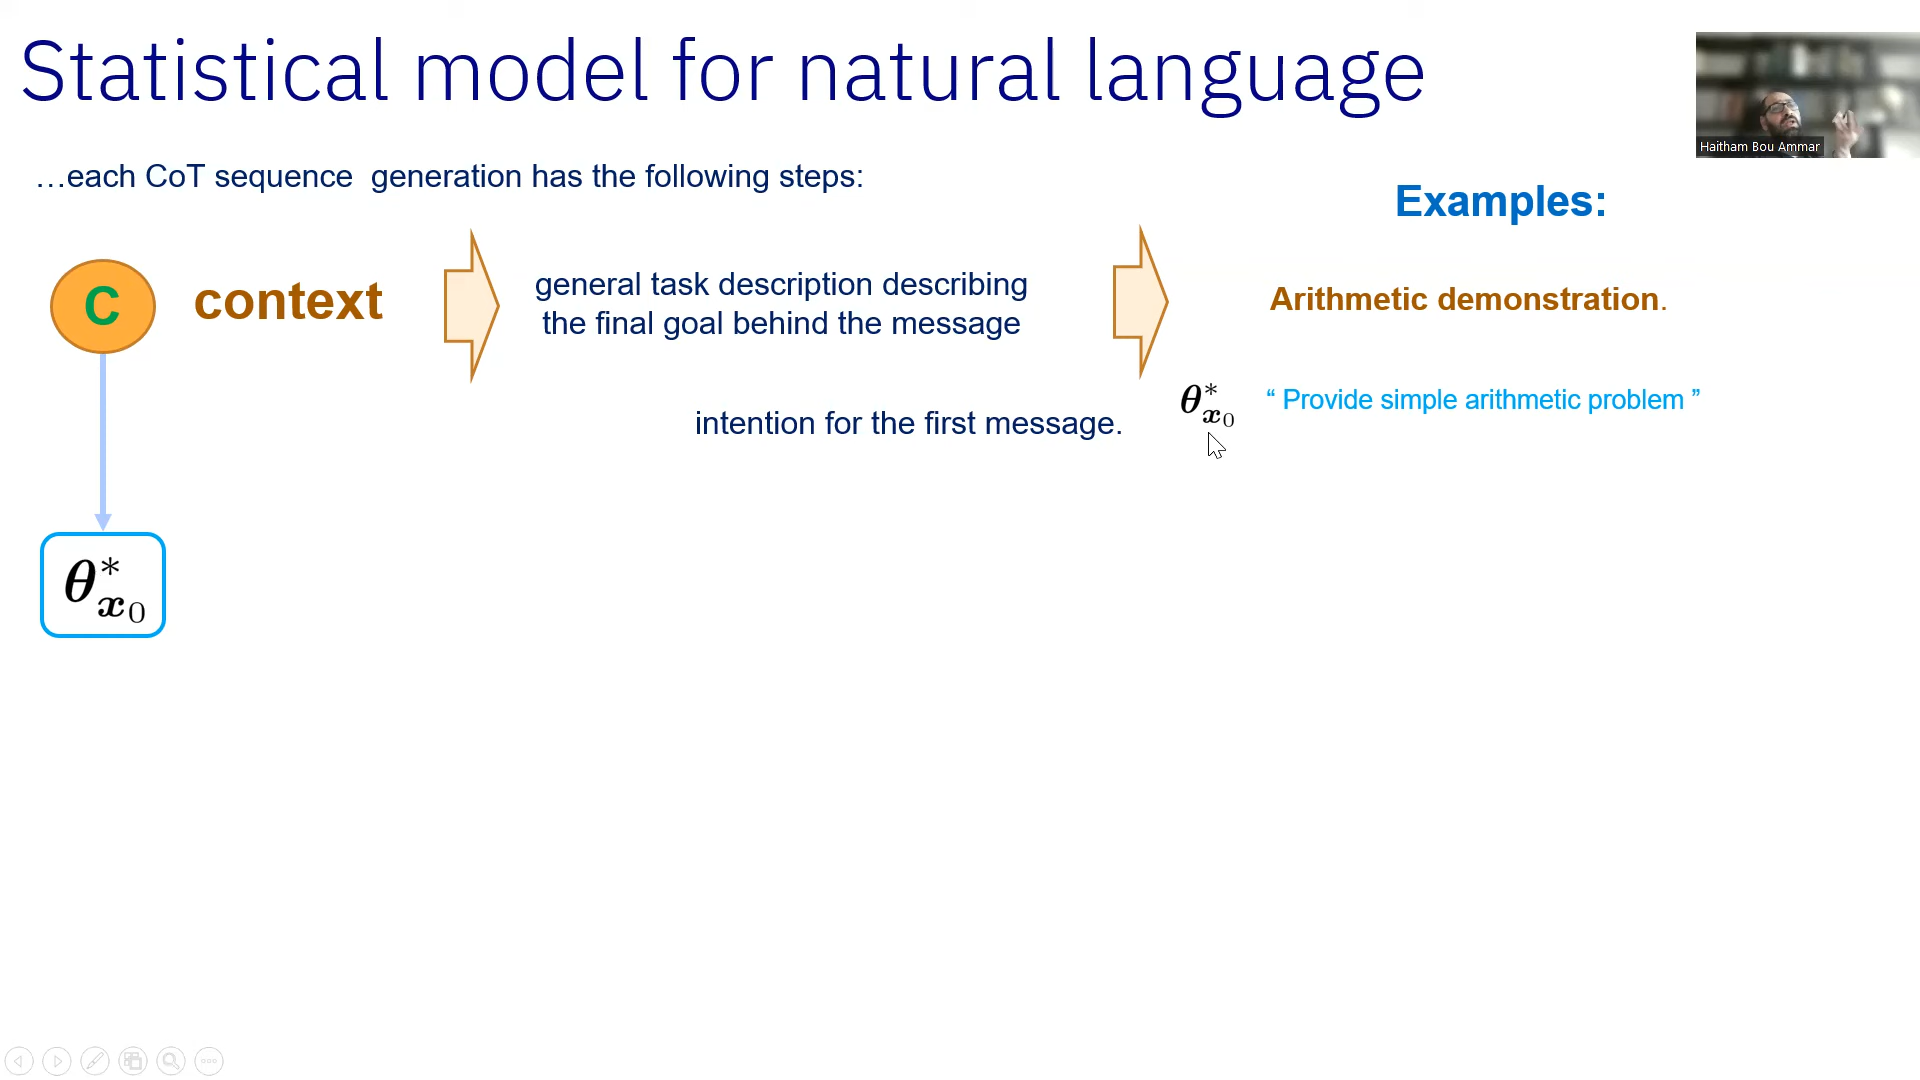 Statistical model for natural language
Haitham Bou Ammar
…each CoT sequence generation has the following steps:
Examples:
C
context
general task description describing
the final goal behind the message
Arithmetic demonstration.
intention for the first message.
θ*x₀
“ Provide simple arithmetic problem ”
θ*x₀